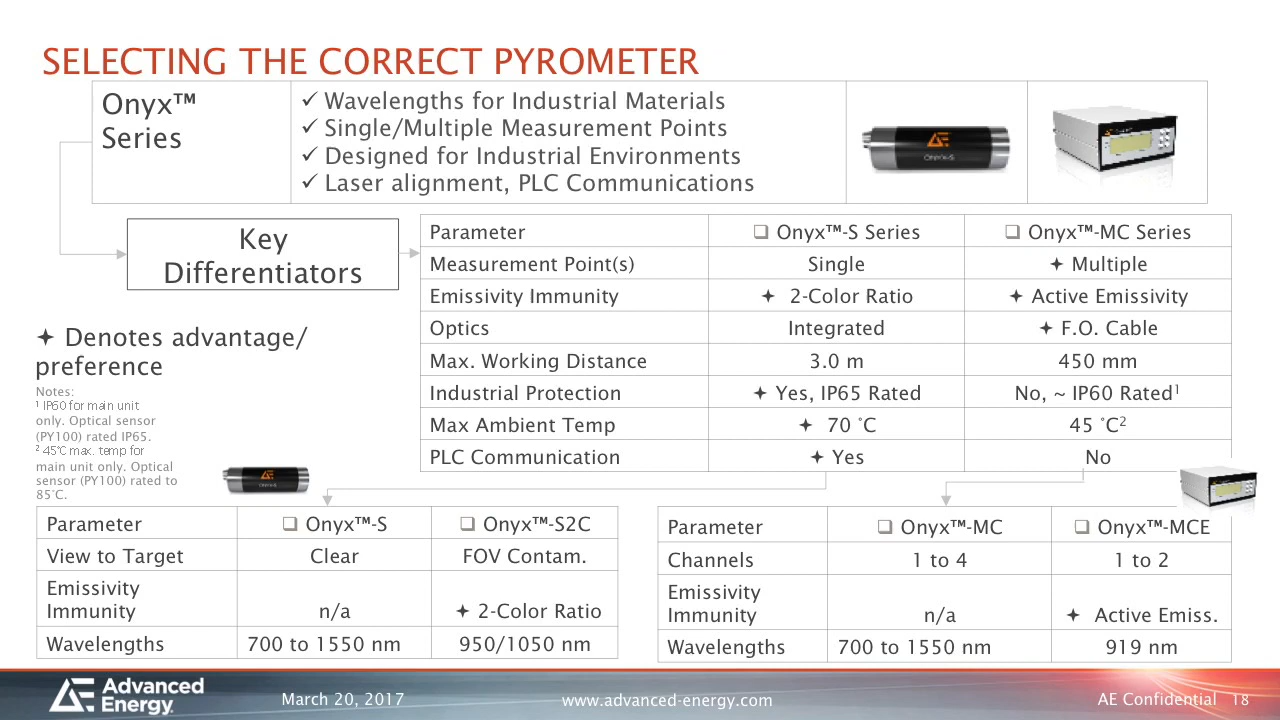 SELECTING THE CORRECT PYROMETER
Onyx™
Series
✓ Wavelengths for Industrial Materials
✓ Single/Multiple Measurement Points
✓ Designed for Industrial Environments
✓ Laser alignment, PLC Communications
Key
Differentiators
Parameter ❑ Onyx™-S Series ❑ Onyx™-MC Series
Measurement Point(s) Single ✦ Multiple
Emissivity Immunity ✦ 2-Color Ratio ✦ Active Emissivity
Optics Integrated ✦ F.O. Cable
Max. Working Distance 3.0 m 450 mm
Industrial Protection ✦ Yes, IP65 Rated No, ~ IP60 Rated¹
Max Ambient Temp ✦ 70 ˚C 45 ˚C²
PLC Communication ✦ Yes No
✦ Denotes advantage/
preference
Notes:
¹ IP60 for main unit
only. Optical sensor
(PY100) rated IP65.
² 45˚C max. temp for
main unit only. Optical
sensor (PY100) rated to
85˚C.
Parameter ❑ Onyx™-S ❑ Onyx™-S2C
View to Target Clear FOV Contam.
Emissivity
Immunity n/a ✦ 2-Color Ratio
Wavelengths 700 to 1550 nm 950/1050 nm
Parameter ❑ Onyx™-MC ❑ Onyx™-MCE
Channels 1 to 4 1 to 2
Emissivity
Immunity n/a ✦ Active Emiss.
Wavelengths 700 to 1550 nm 919 nm
Advanced
Energy
March 20, 2017 www.advanced-energy.com AE Confidential 18